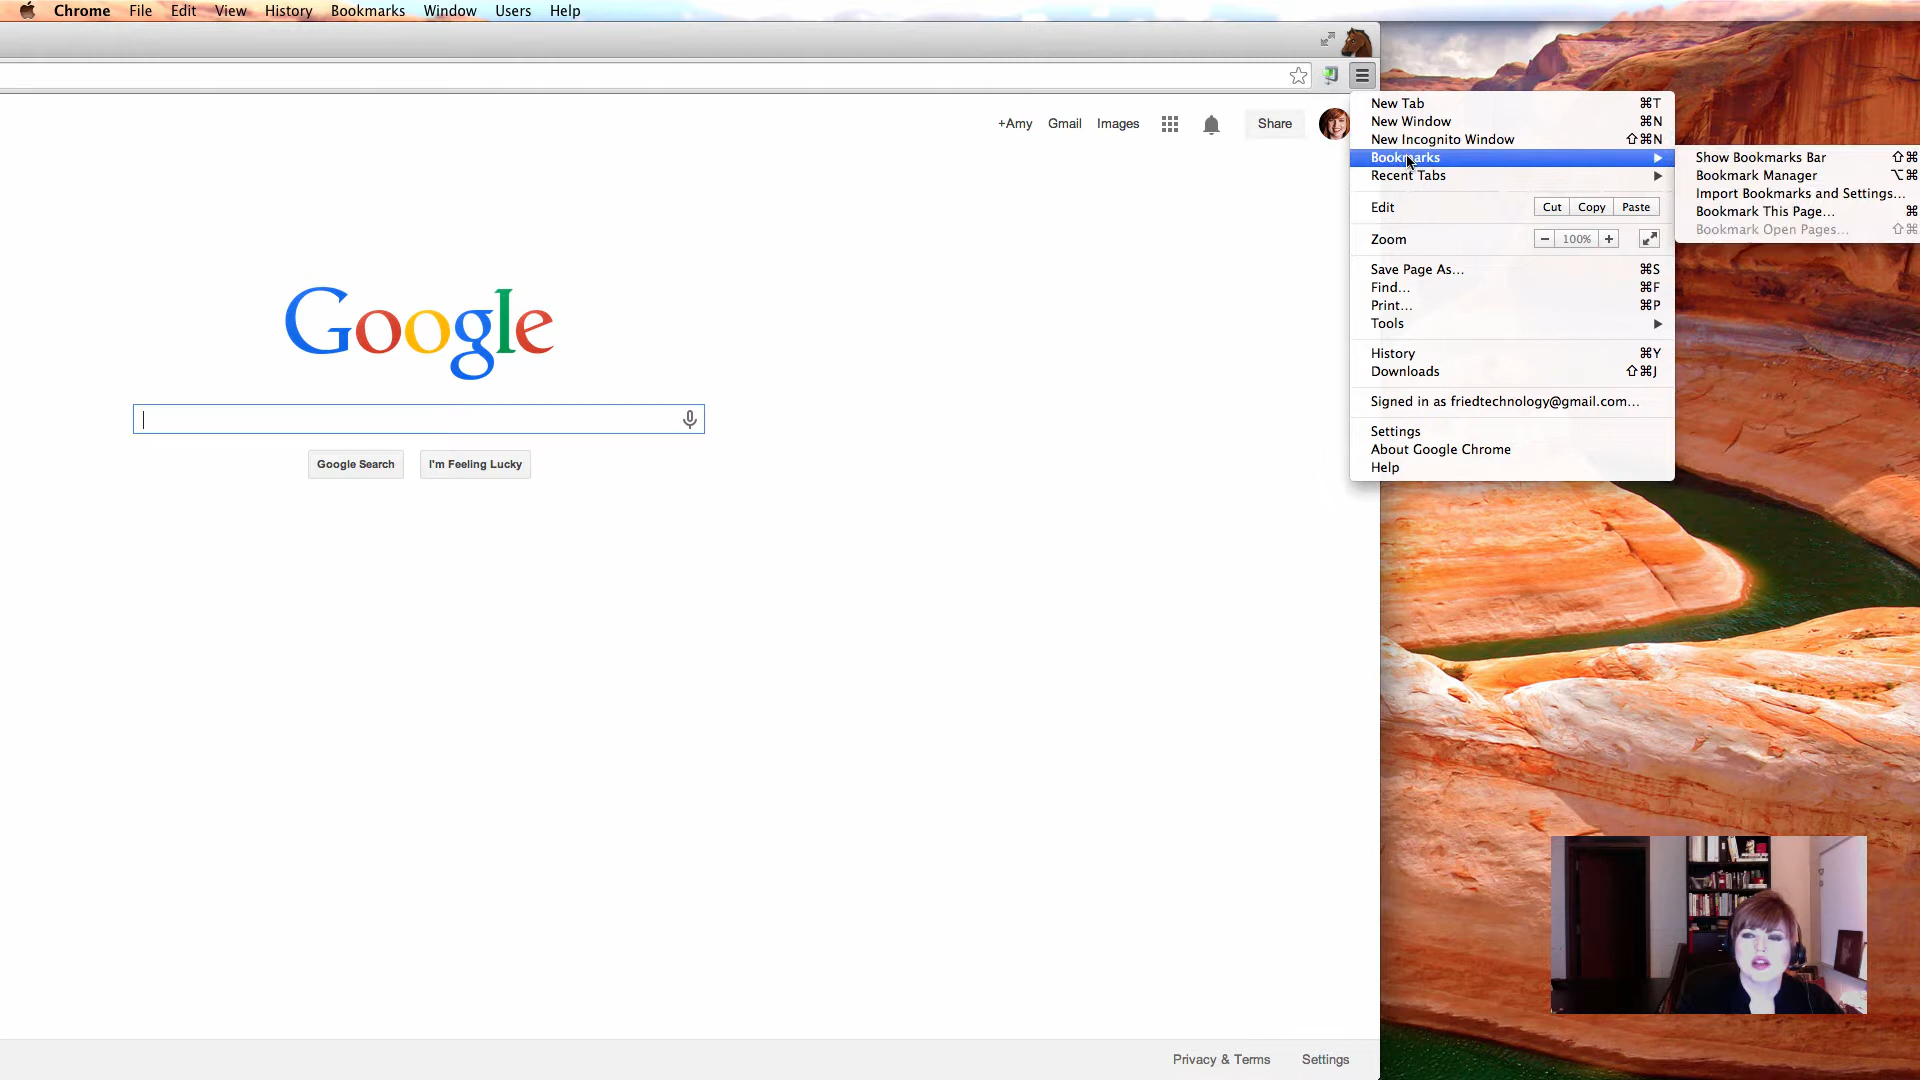 Chrome File Edit View History Bookmarks Window Users Help
+Amy Gmail Images Share
Google
Google Search I'm Feeling Lucky
New Tab ⌘T
New Window ⌘N
New Incognito Window ⇧⌘N
Bookmarks ▶
Recent Tabs ▶
Edit Cut Copy Paste
Zoom − 100% +
Save Page As... ⌘S
Find... ⌘F
Print... ⌘P
Tools ▶
History ⌘Y
Downloads ⇧⌘J
Signed in as friedtechnology@gmail.com...
Settings
About Google Chrome
Help
Show Bookmarks Bar ⇧⌘
Bookmark Manager ⌥⌘
Import Bookmarks and Settings...
Bookmark This Page... ⌘
Bookmark Open Pages... ⇧⌘
Privacy & Terms Settings